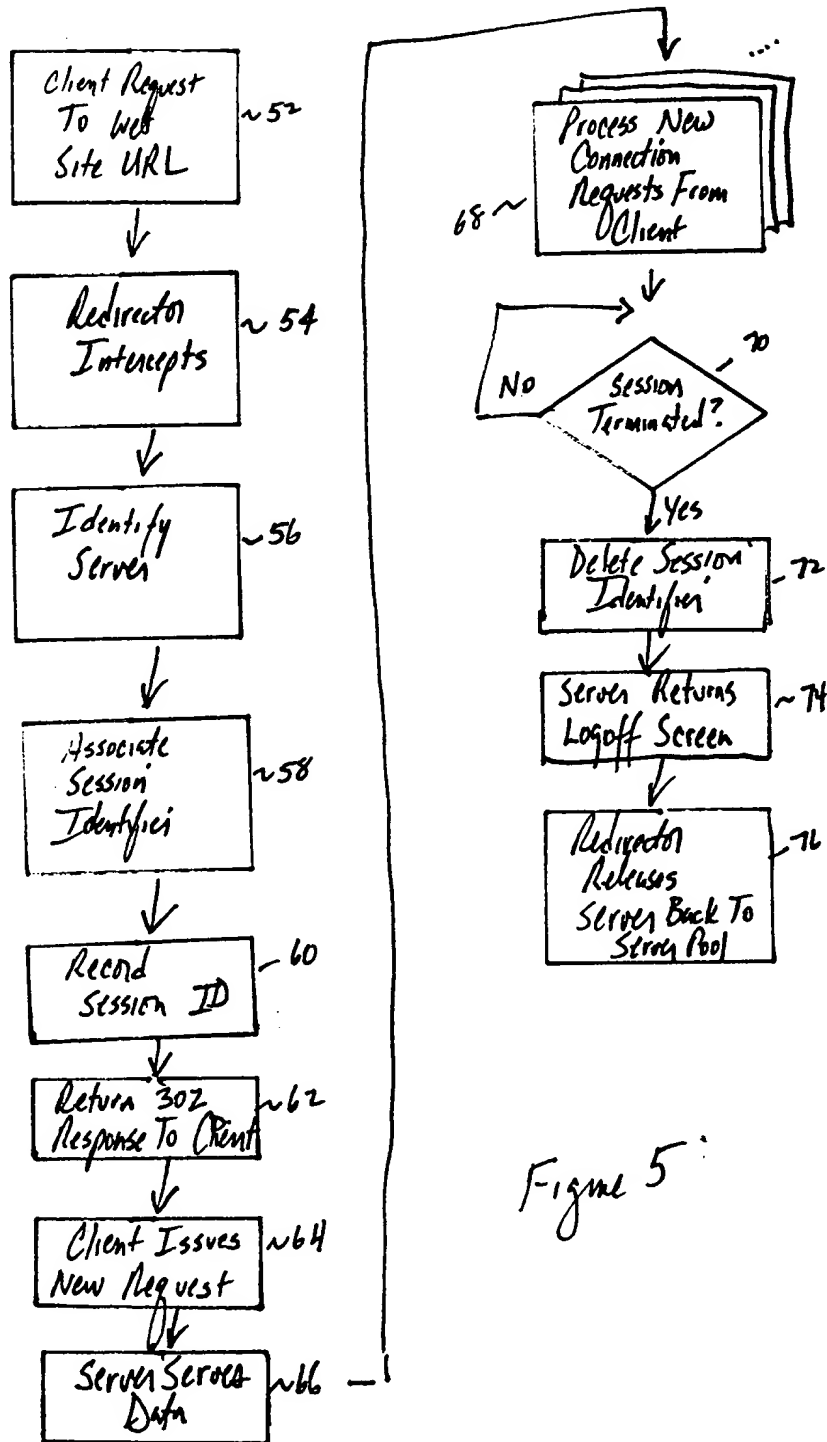 Client Request
To Web
Site URL
~52
Redirector
Intercepts
~54
Identify
Server
~56
Associate
Session
Identifier
~58
Record
Session ID
60
Return 302
Response To Client
~62
Client Issues
New Request
~64
Server Serves
Data
~66
....
Process New
Connection
Requests From
Client
68~
Session
Terminated?
70
No
Yes
Delete Session
Identifier
72
Server Returns
Logoff Screen
~74
Redirector
Releases
Server Back To
Server Pool
76
Figure 5